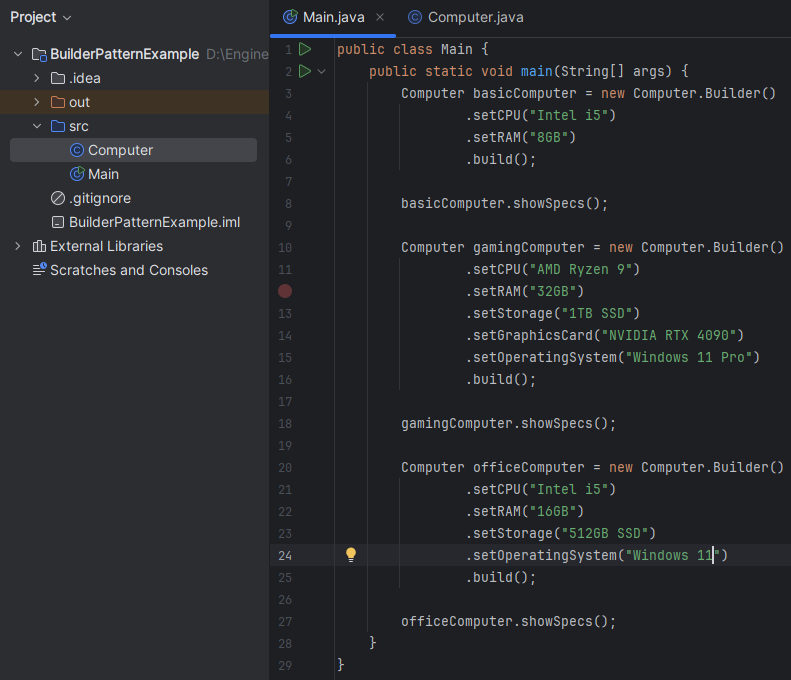 Project
BuilderPatternExample D:\Engine
.idea
out
src
Computer
Main
.gitignore
BuilderPatternExample.iml
External Libraries
Scratches and Consoles
Main.java
Computer.java
1 public class Main {
2 public static void main(String[] args) {
3 Computer basicComputer = new Computer.Builder()
4 .setCPU("Intel i5")
5 .setRAM("8GB")
6 .build();
7
8 basicComputer.showSpecs();
9
10 Computer gamingComputer = new Computer.Builder()
11 .setCPU("AMD Ryzen 9")
.setRAM("32GB")
13 .setStorage("1TB SSD")
14 .setGraphicsCard("NVIDIA RTX 4090")
15 .setOperatingSystem("Windows 11 Pro")
16 .build();
17
18 gamingComputer.showSpecs();
19
20 Computer officeComputer = new Computer.Builder()
21 .setCPU("Intel i5")
22 .setRAM("16GB")
23 .setStorage("512GB SSD")
24 .setOperatingSystem("Windows 11")
25 .build();
26
27 officeComputer.showSpecs();
28 }
29 }